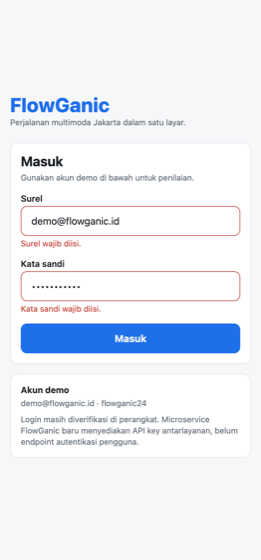 FlowGanic
Perjalanan multimoda Jakarta dalam satu layar.
Masuk
Gunakan akun demo di bawah untuk penilaian.
Surel
demo@flowganic.id
Surel wajib diisi.
Kata sandi
•••••••••••
Kata sandi wajib diisi.
Masuk
Akun demo
demo@flowganic.id · flowganic24
Login masih diverifikasi di perangkat. Microservice
FlowGanic baru menyediakan API key antarlayanan, belum
endpoint autentikasi pengguna.